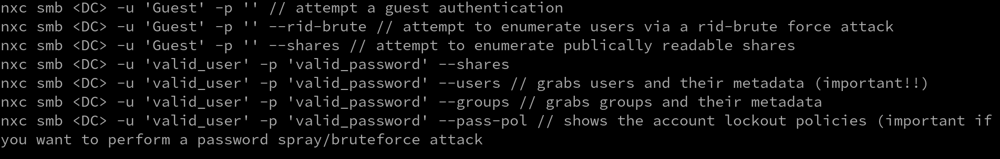 nxc smb <DC> -u 'Guest' -p '' // attempt a guest authentication
nxc smb <DC> -u 'Guest' -p '' --rid-brute // attempt to enumerate users via a rid-brute force attack
nxc smb <DC> -u 'Guest' -p '' --shares // attempt to enumerate publically readable shares
nxc smb <DC> -u 'valid_user' -p 'valid_password' --shares
nxc smb <DC> -u 'valid_user' -p 'valid_password' --users // grabs users and their metadata (important!!)
nxc smb <DC> -u 'valid_user' -p 'valid_password' --groups // grabs groups and their metadata
nxc smb <DC> -u 'valid_user' -p 'valid_password' --pass-pol // shows the account lockout policies (important if
you want to perform a password spray/bruteforce attack